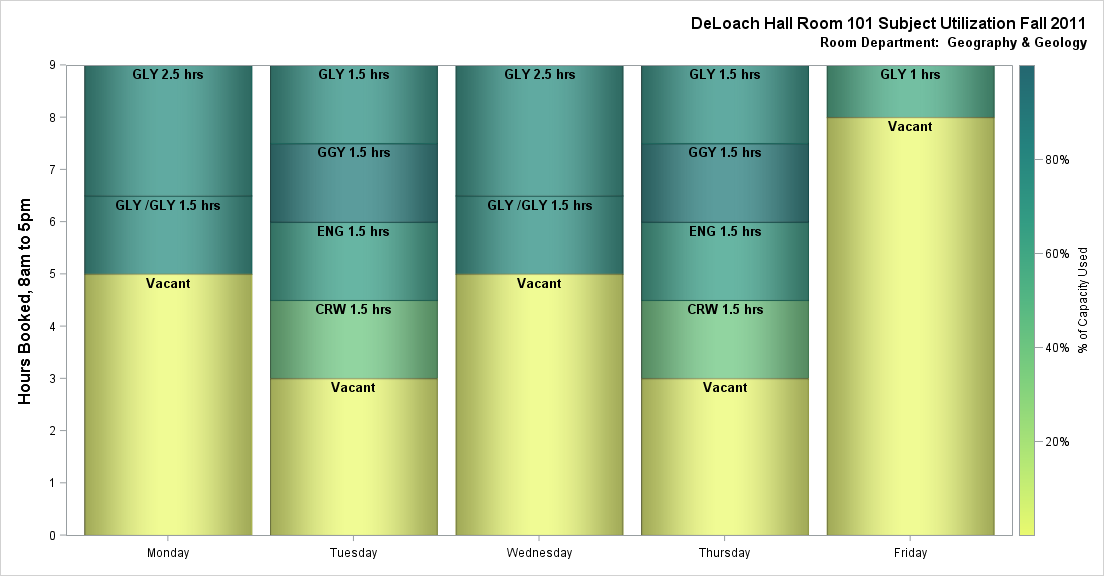 DeLoach Hall Room 101 Subject Utilization Fall 2011
Room Department: Geography & Geology
Hours Booked, 8am to 5pm
9
8
7
6
5
4
3
2
1
0
GLY 2.5 hrs
GLY /GLY 1.5 hrs
Vacant
GLY 1.5 hrs
GGY 1.5 hrs
ENG 1.5 hrs
CRW 1.5 hrs
Vacant
GLY 2.5 hrs
GLY /GLY 1.5 hrs
Vacant
GLY 1.5 hrs
GGY 1.5 hrs
ENG 1.5 hrs
CRW 1.5 hrs
Vacant
GLY 1 hrs
Vacant
Monday
Tuesday
Wednesday
Thursday
Friday
80%
60%
40%
20%
% of Capacity Used